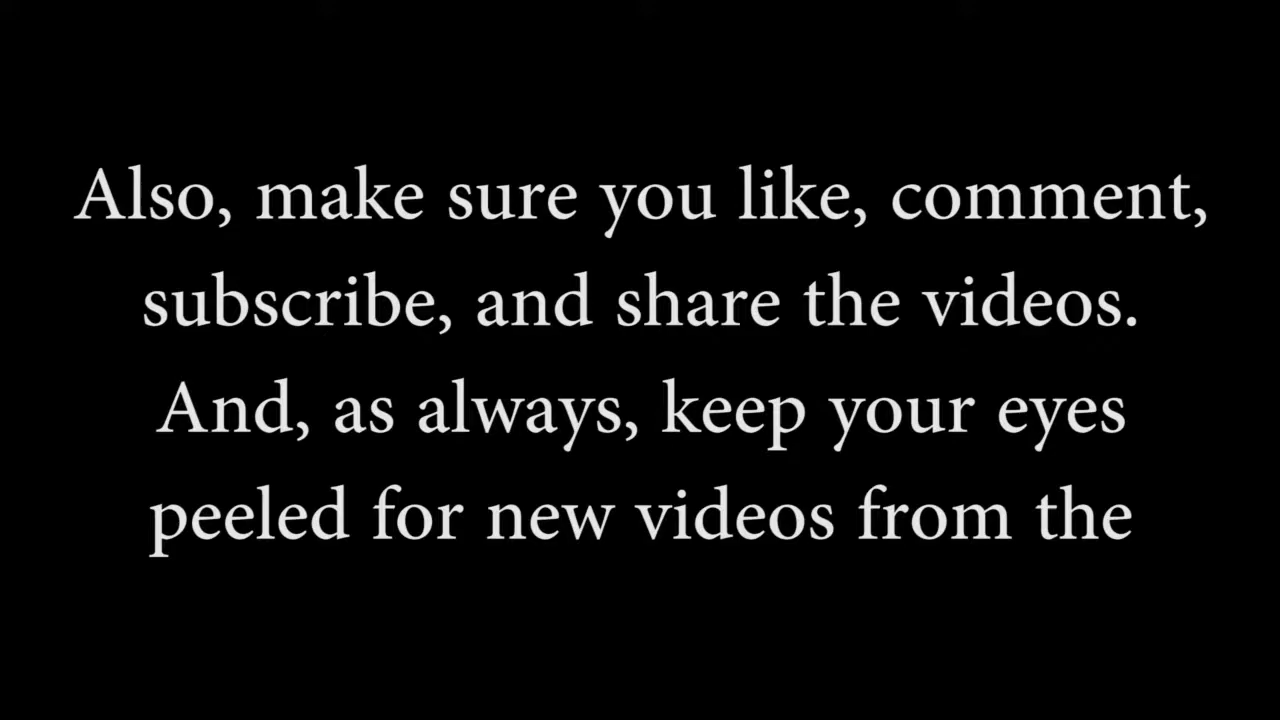 Also, make sure you like, comment,
subscribe, and share the videos.
And, as always, keep your eyes
peeled for new videos from the